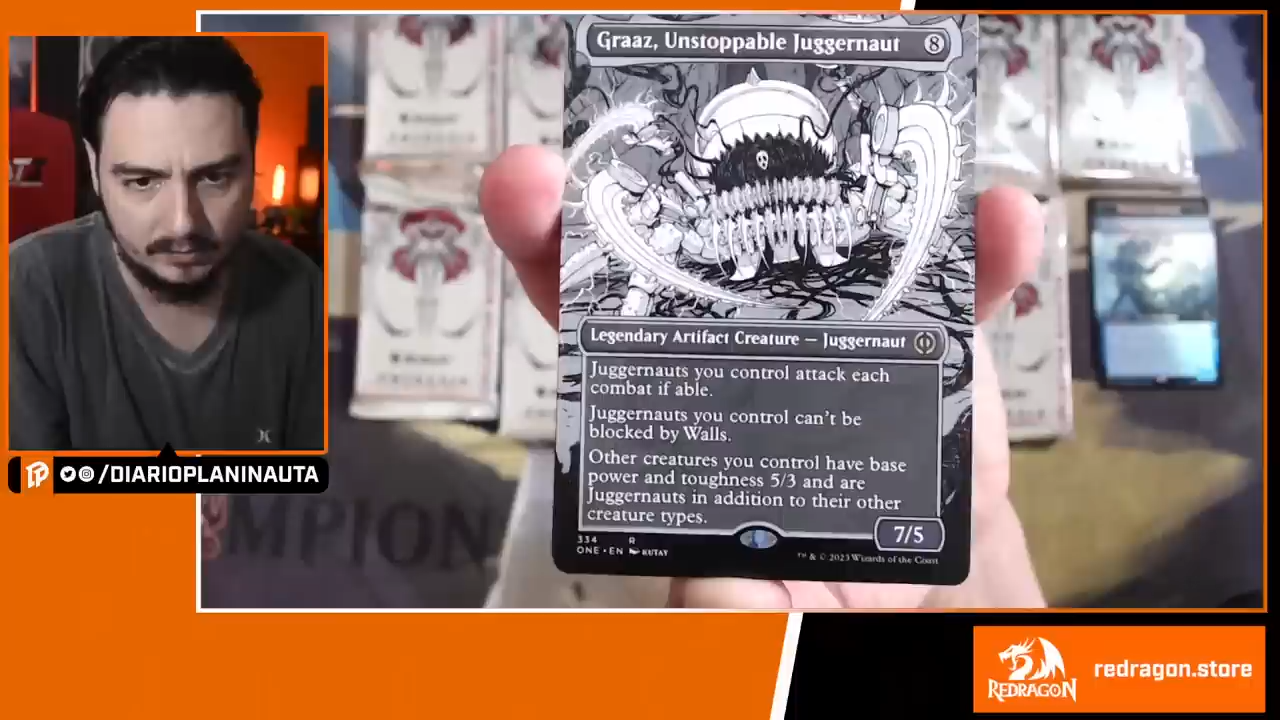 Graaz, Unstoppable Juggernaut 8
Legendary Artifact Creature — Juggernaut
Juggernauts you control attack each
combat if able.
Juggernauts you control can't be
blocked by Walls.
Other creatures you control have base
power and toughness 5/3 and are
Juggernauts in addition to their other
creature types.
7/5
334 R
ONE • EN KUTAY
™ & © 2023 Wizards of the Coast
/DIARIOPLANINAUTA
MPION
REDRAGON
redragon.store